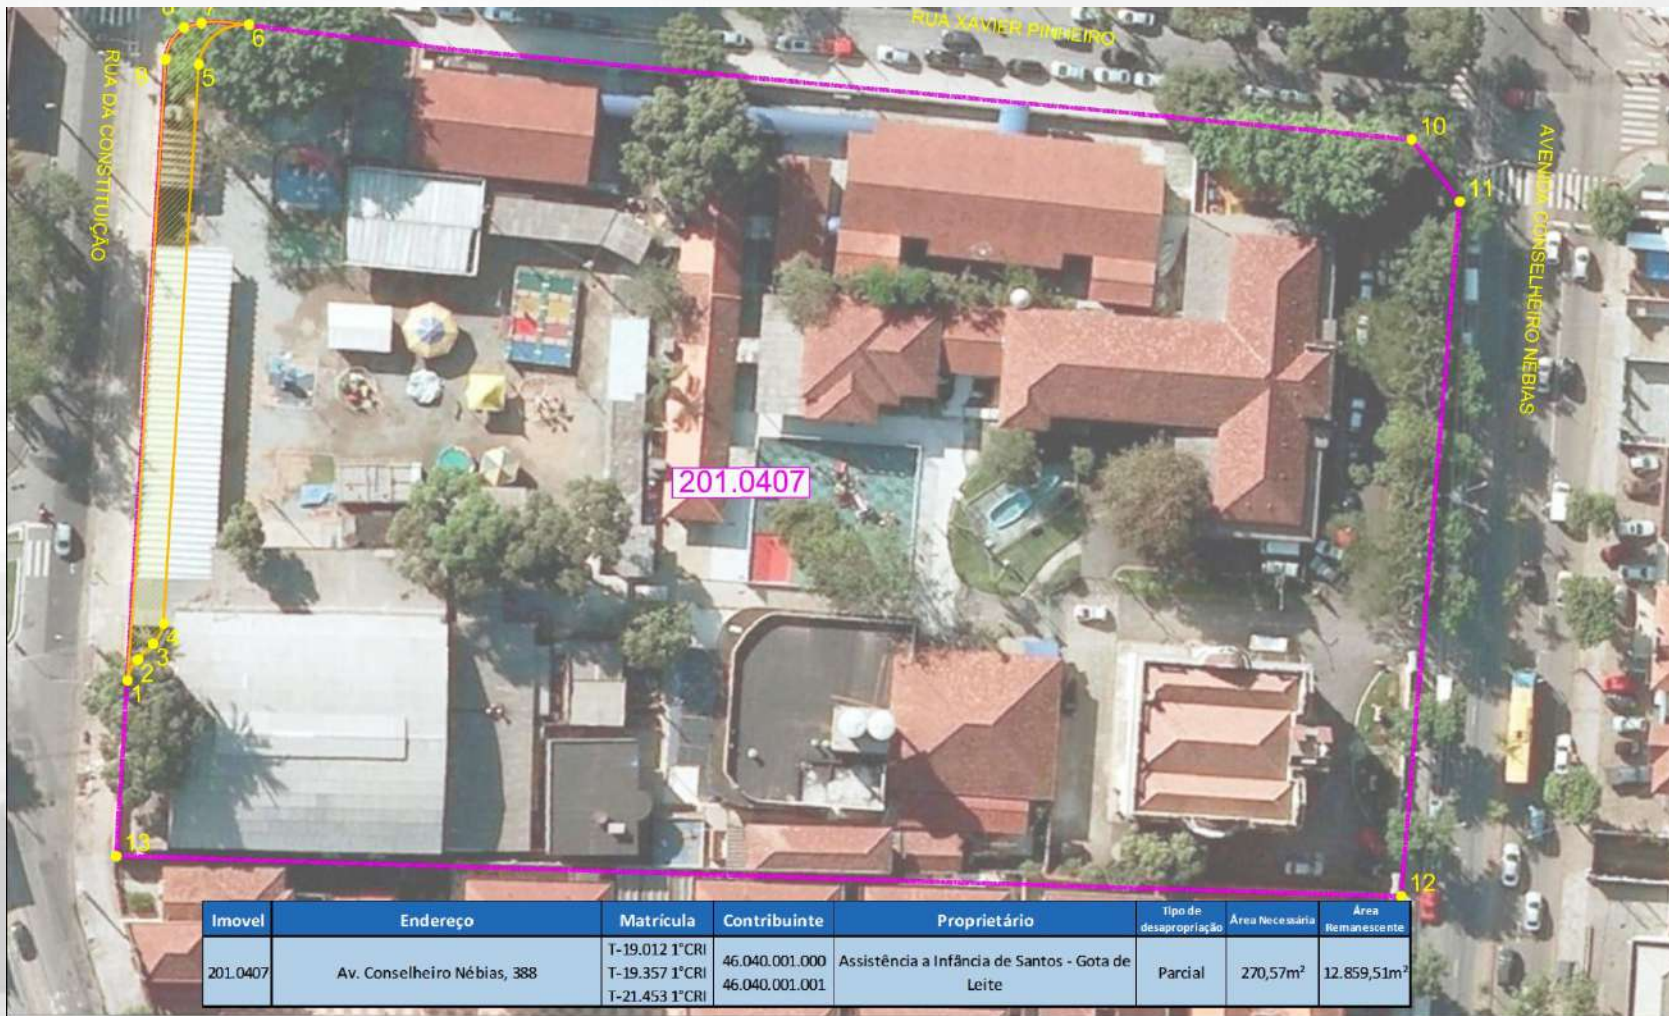 8
7
6
RUA XAVIER PINHEIRO
9
5
RUA DA CONSTITUIÇÃO
10
AVENIDA CONSELHEIRO NÉBIAS
11
201.0407
4
3
2
1
13
12
Imovel Endereço Matrícula Contribuinte Proprietário Tipo de desapropriação Área Necessária Área Remanescente
201.0407 Av. Conselheiro Nébias, 388 T-19.012 1°CRI 46.040.001.000 Assistência a Infância de Santos - Gota de Parcial 270,57m² 12.859,51m²
T-19.357 1°CRI 46.040.001.001 Leite
T-21.453 1°CRI